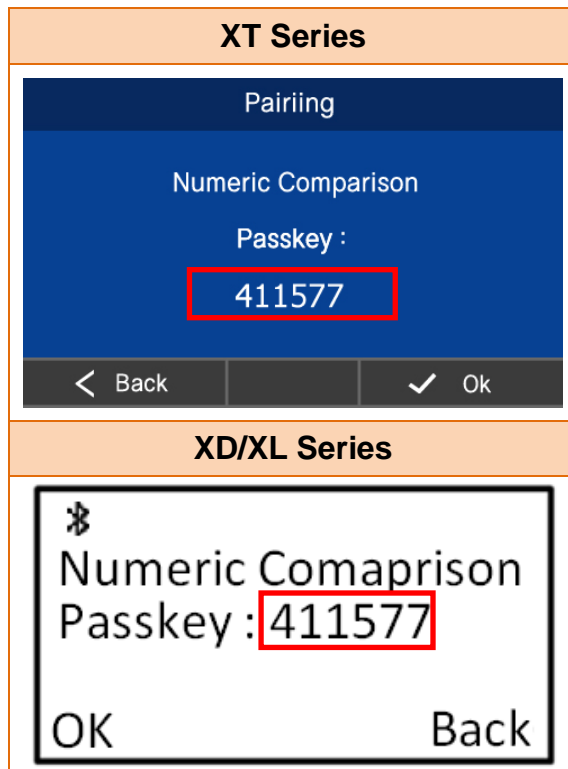 XT Series
Pairiing
Numeric Comparison
Passkey :
411577
Back Ok
XD/XL Series
Numeric Comaprison
Passkey : 411577
OK Back